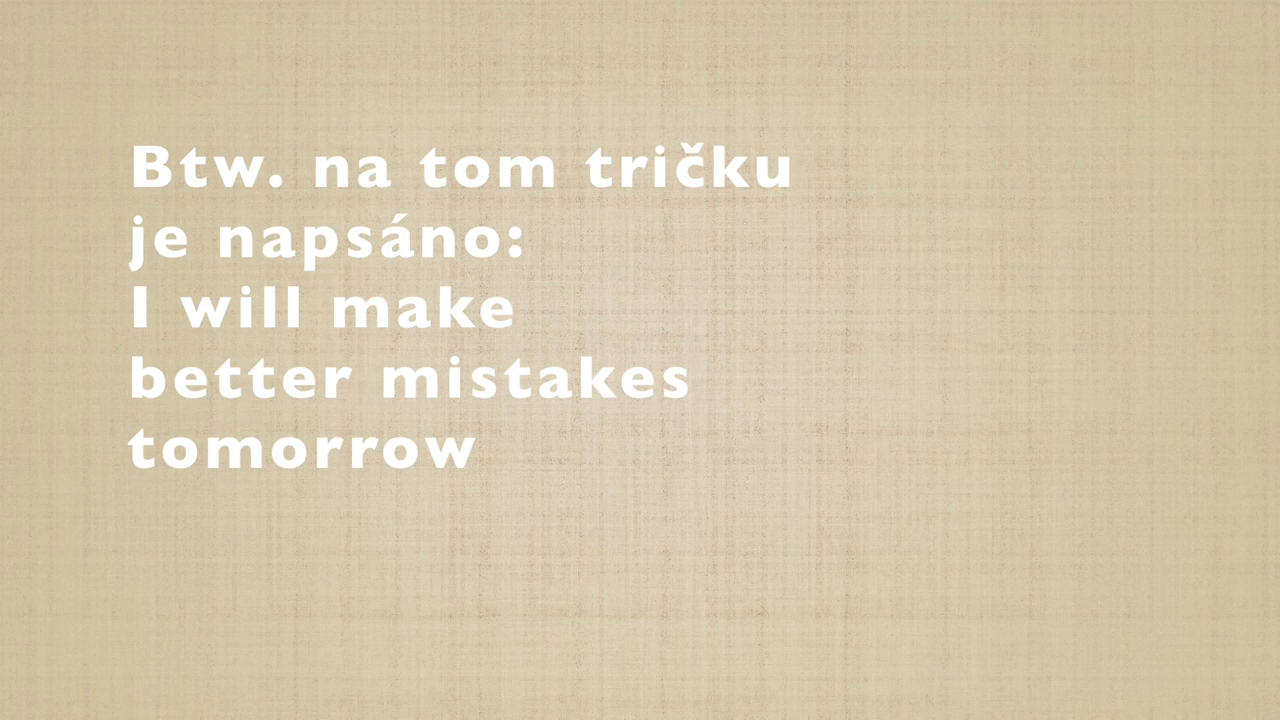 Btw. na tom tričku
je napsáno:
I will make
better mistakes
tomorrow